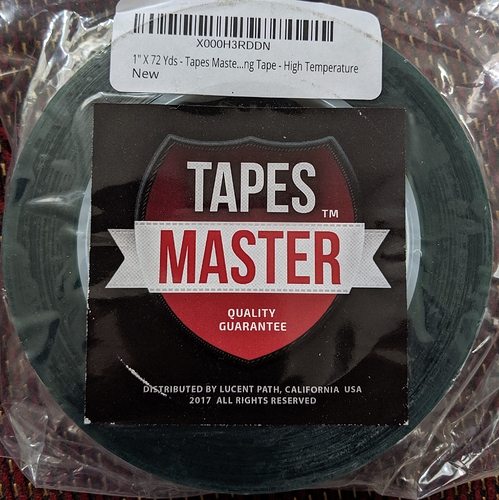 X000H3RDDN
1" X 72 Yds - Tapes Maste...ng Tape - High Temperature
New
TAPES
TM
MASTER
QUALITY
GUARANTEE
DISTRIBUTED BY LUCENT PATH, CALIFORNIA USA
2017 ALL RIGHTS RESERVED